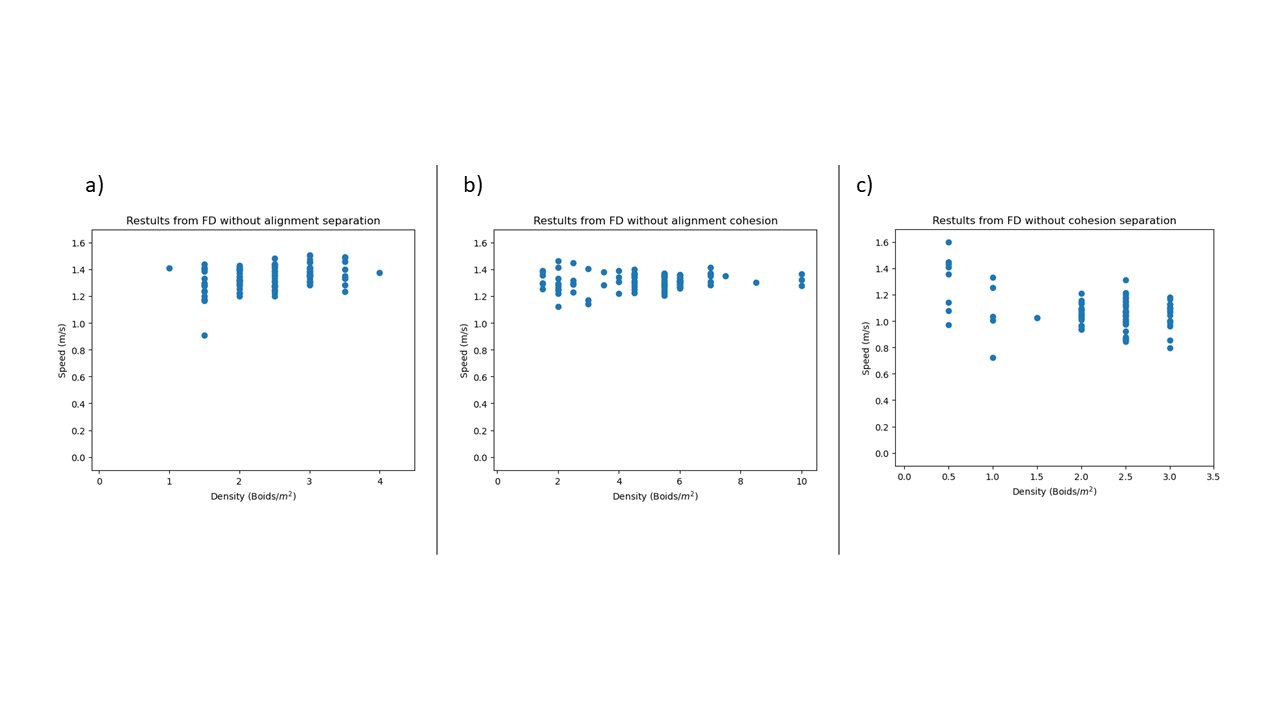 a)
Restults from FD without alignment separation
1.6
1.4
1.2
1.0
0.8
0.6
0.4
0.2
0.0
Speed (m/s)
0 1 2 3 4
Density (Boids/m²)
b)
Restults from FD without alignment cohesion
1.6
1.4
1.2
1.0
0.8
0.6
0.4
0.2
0.0
Speed (m/s)
0 2 4 6 8 10
Density (Boids/m²)
c)
Restults from FD without cohesion separation
1.6
1.4
1.2
1.0
0.8
0.6
0.4
0.2
0.0
Speed (m/s)
0.0 0.5 1.0 1.5 2.0 2.5 3.0 3.5
Density (Boids/m²)